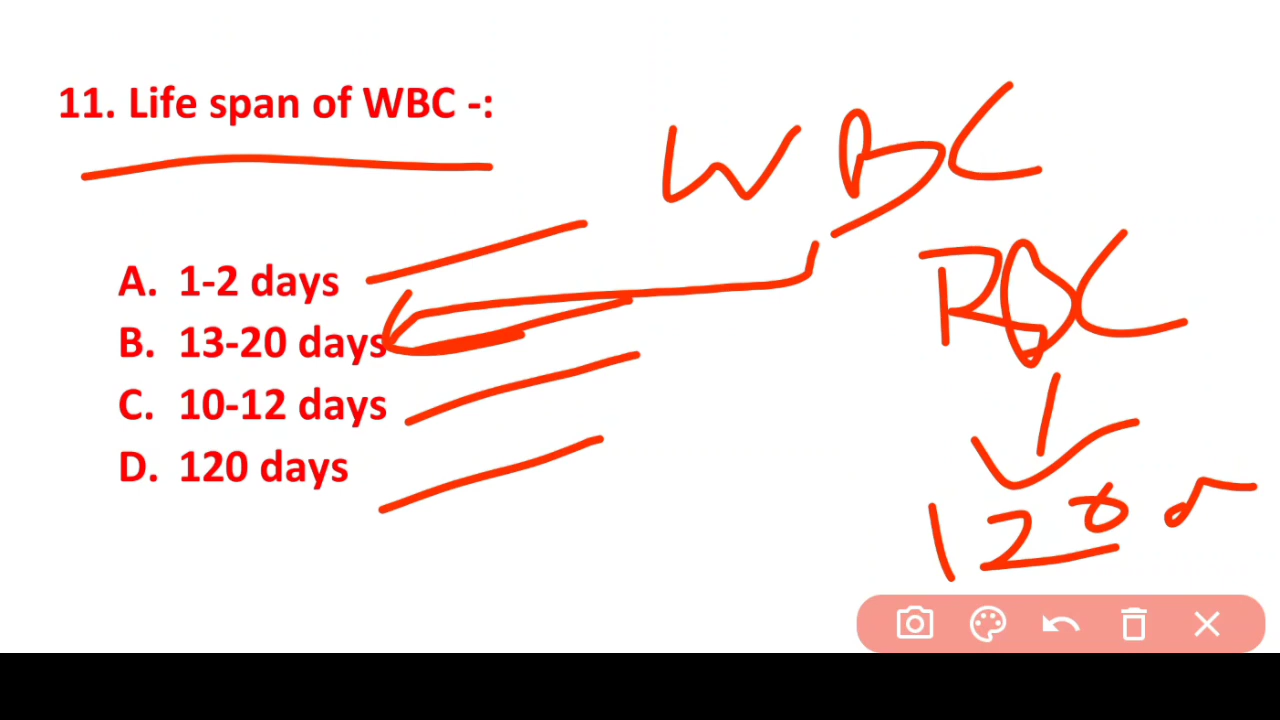 11. Life span of WBC -:
WBC
RBC
A. 1-2 days
B. 13-20 days
C. 10-12 days
D. 120 days
120 d